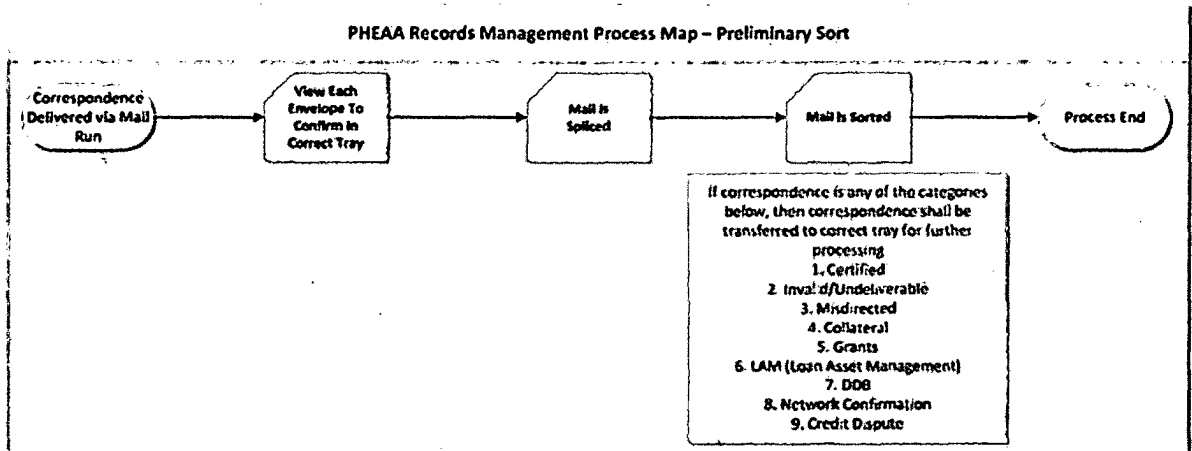 PHEAA Records Management Process Map – Preliminary Sort
Correspondence
Delivered via Mail
Run
View Each
Envelope To
Confirm In
Correct Tray
Mail Is
Spliced
Mail Is Sorted
Process End
If correspondence is any of the categories
below, then correspondence shall be
transferred to correct tray for further
processing
1. Certified
2. Invalid/Undeliverable
3. Misdirected
4. Collateral
5. Grants
6. LAM (Loan Asset Management)
7. DDB
8. Network Confirmation
9. Credit Dispute